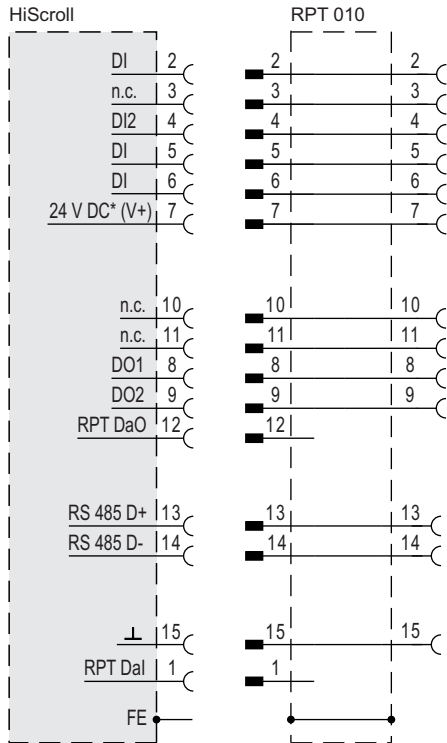 HiScroll RPT 010
DI 2 2 2
n.c. 3 3 3
DI2 4 4 4
DI 5 5 5
DI 6 6 6
24 V DC* (V+) 7 7 7
n.c. 10 10 10
n.c. 11 11 11
DO1 8 8 8
DO2 9 9 9
RPT DaO 12 12
RS 485 D+ 13 13 13
RS 485 D- 14 14 14
15 15 15
RPT DaI 1 1
FE